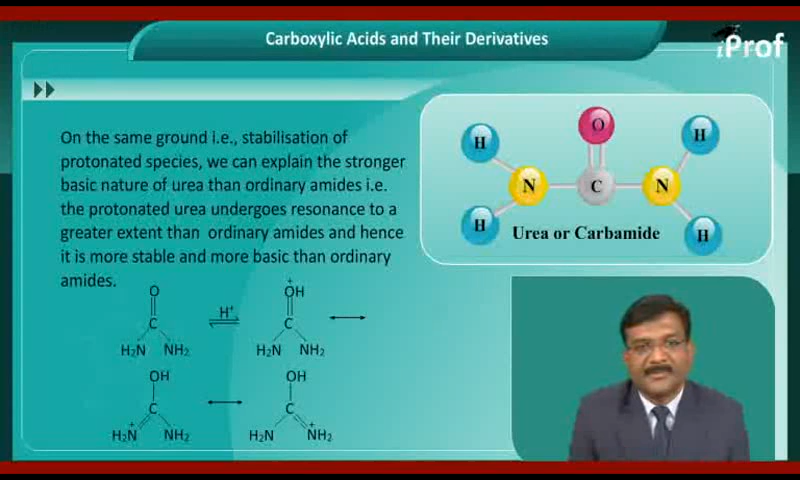 Carboxylic Acids and Their Derivatives
iProf
On the same ground i.e., stabilisation of
protonated species, we can explain the stronger
basic nature of urea than ordinary amides i.e.
the protonated urea undergoes resonance to a
greater extent than ordinary amides and hence
it is more stable and more basic than ordinary
amides.
O
H
H
N
C
N
H
H
Urea or Carbamide
O
C
H₂N NH₂
H⁺
+
OH
C
H₂N NH₂
OH
C
+
H₂N NH₂
OH
C
+
H₂N NH₂